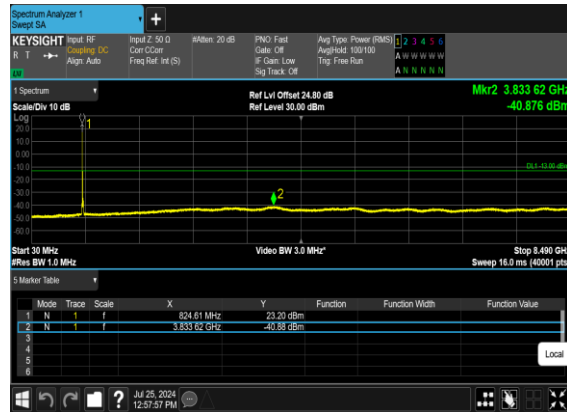 Spectrum Analyzer 1
Swept SA
+
KEYSIGHT Input: RF Input Z: 50 Ω #Atten: 20 dB PNO: Fast Avg Type: Power (RMS) 1 2 3 4 5 6
R T Coupling: DC Corr CCorr Gate: Off Avg|Hold: 100/100 A W W W W W
Align: Auto Freq Ref: Int (S) IF Gain: Low Trig: Free Run
Sig Track: Off A N N N N N
1 Spectrum Ref Lvl Offset 24.80 dB Mkr2 3.833 62 GHz
Scale/Div 10 dB Ref Level 30.00 dBm -40.876 dBm
Log
1
20.0
10.0
0.00
-10.0 DL1 -13.00 dBm
-20.0
-30.0
2
-40.0
-50.0
-60.0
Start 30 MHz Video BW 3.0 MHz* Stop 8.490 GHz
#Res BW 1.0 MHz Sweep 16.0 ms (40001 pts)
5 Marker Table
Mode Trace Scale X Y Function Function Width Function Value
1 N 1 f 824.61 MHz 23.20 dBm
2 N 1 f 3.833 62 GHz -40.88 dBm
3
4
5
6
Local
? Jul 25, 2024
12:57:57 PM